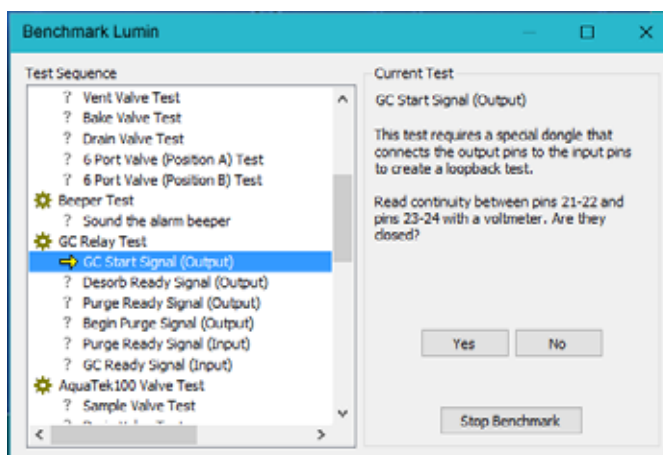 Benchmark Lumin
Test Sequence
? Vent Valve Test
? Bake Valve Test
? Drain Valve Test
? 6 Port Valve (Position A) Test
? 6 Port Valve (Position B) Test
Beeper Test
? Sound the alarm beeper
GC Relay Test
GC Start Signal (Output)
? Desorb Ready Signal (Output)
? Purge Ready Signal (Output)
? Begin Purge Signal (Output)
? Purge Ready Signal (Input)
? GC Ready Signal (Input)
AquaTek100 Valve Test
? Sample Valve Test
Current Test
GC Start Signal (Output)
This test requires a special dongle that
connects the output pins to the input pins
to create a loopback test.
Read continuity between pins 21-22 and
pins 23-24 with a voltmeter. Are they
closed?
Yes
No
Stop Benchmark